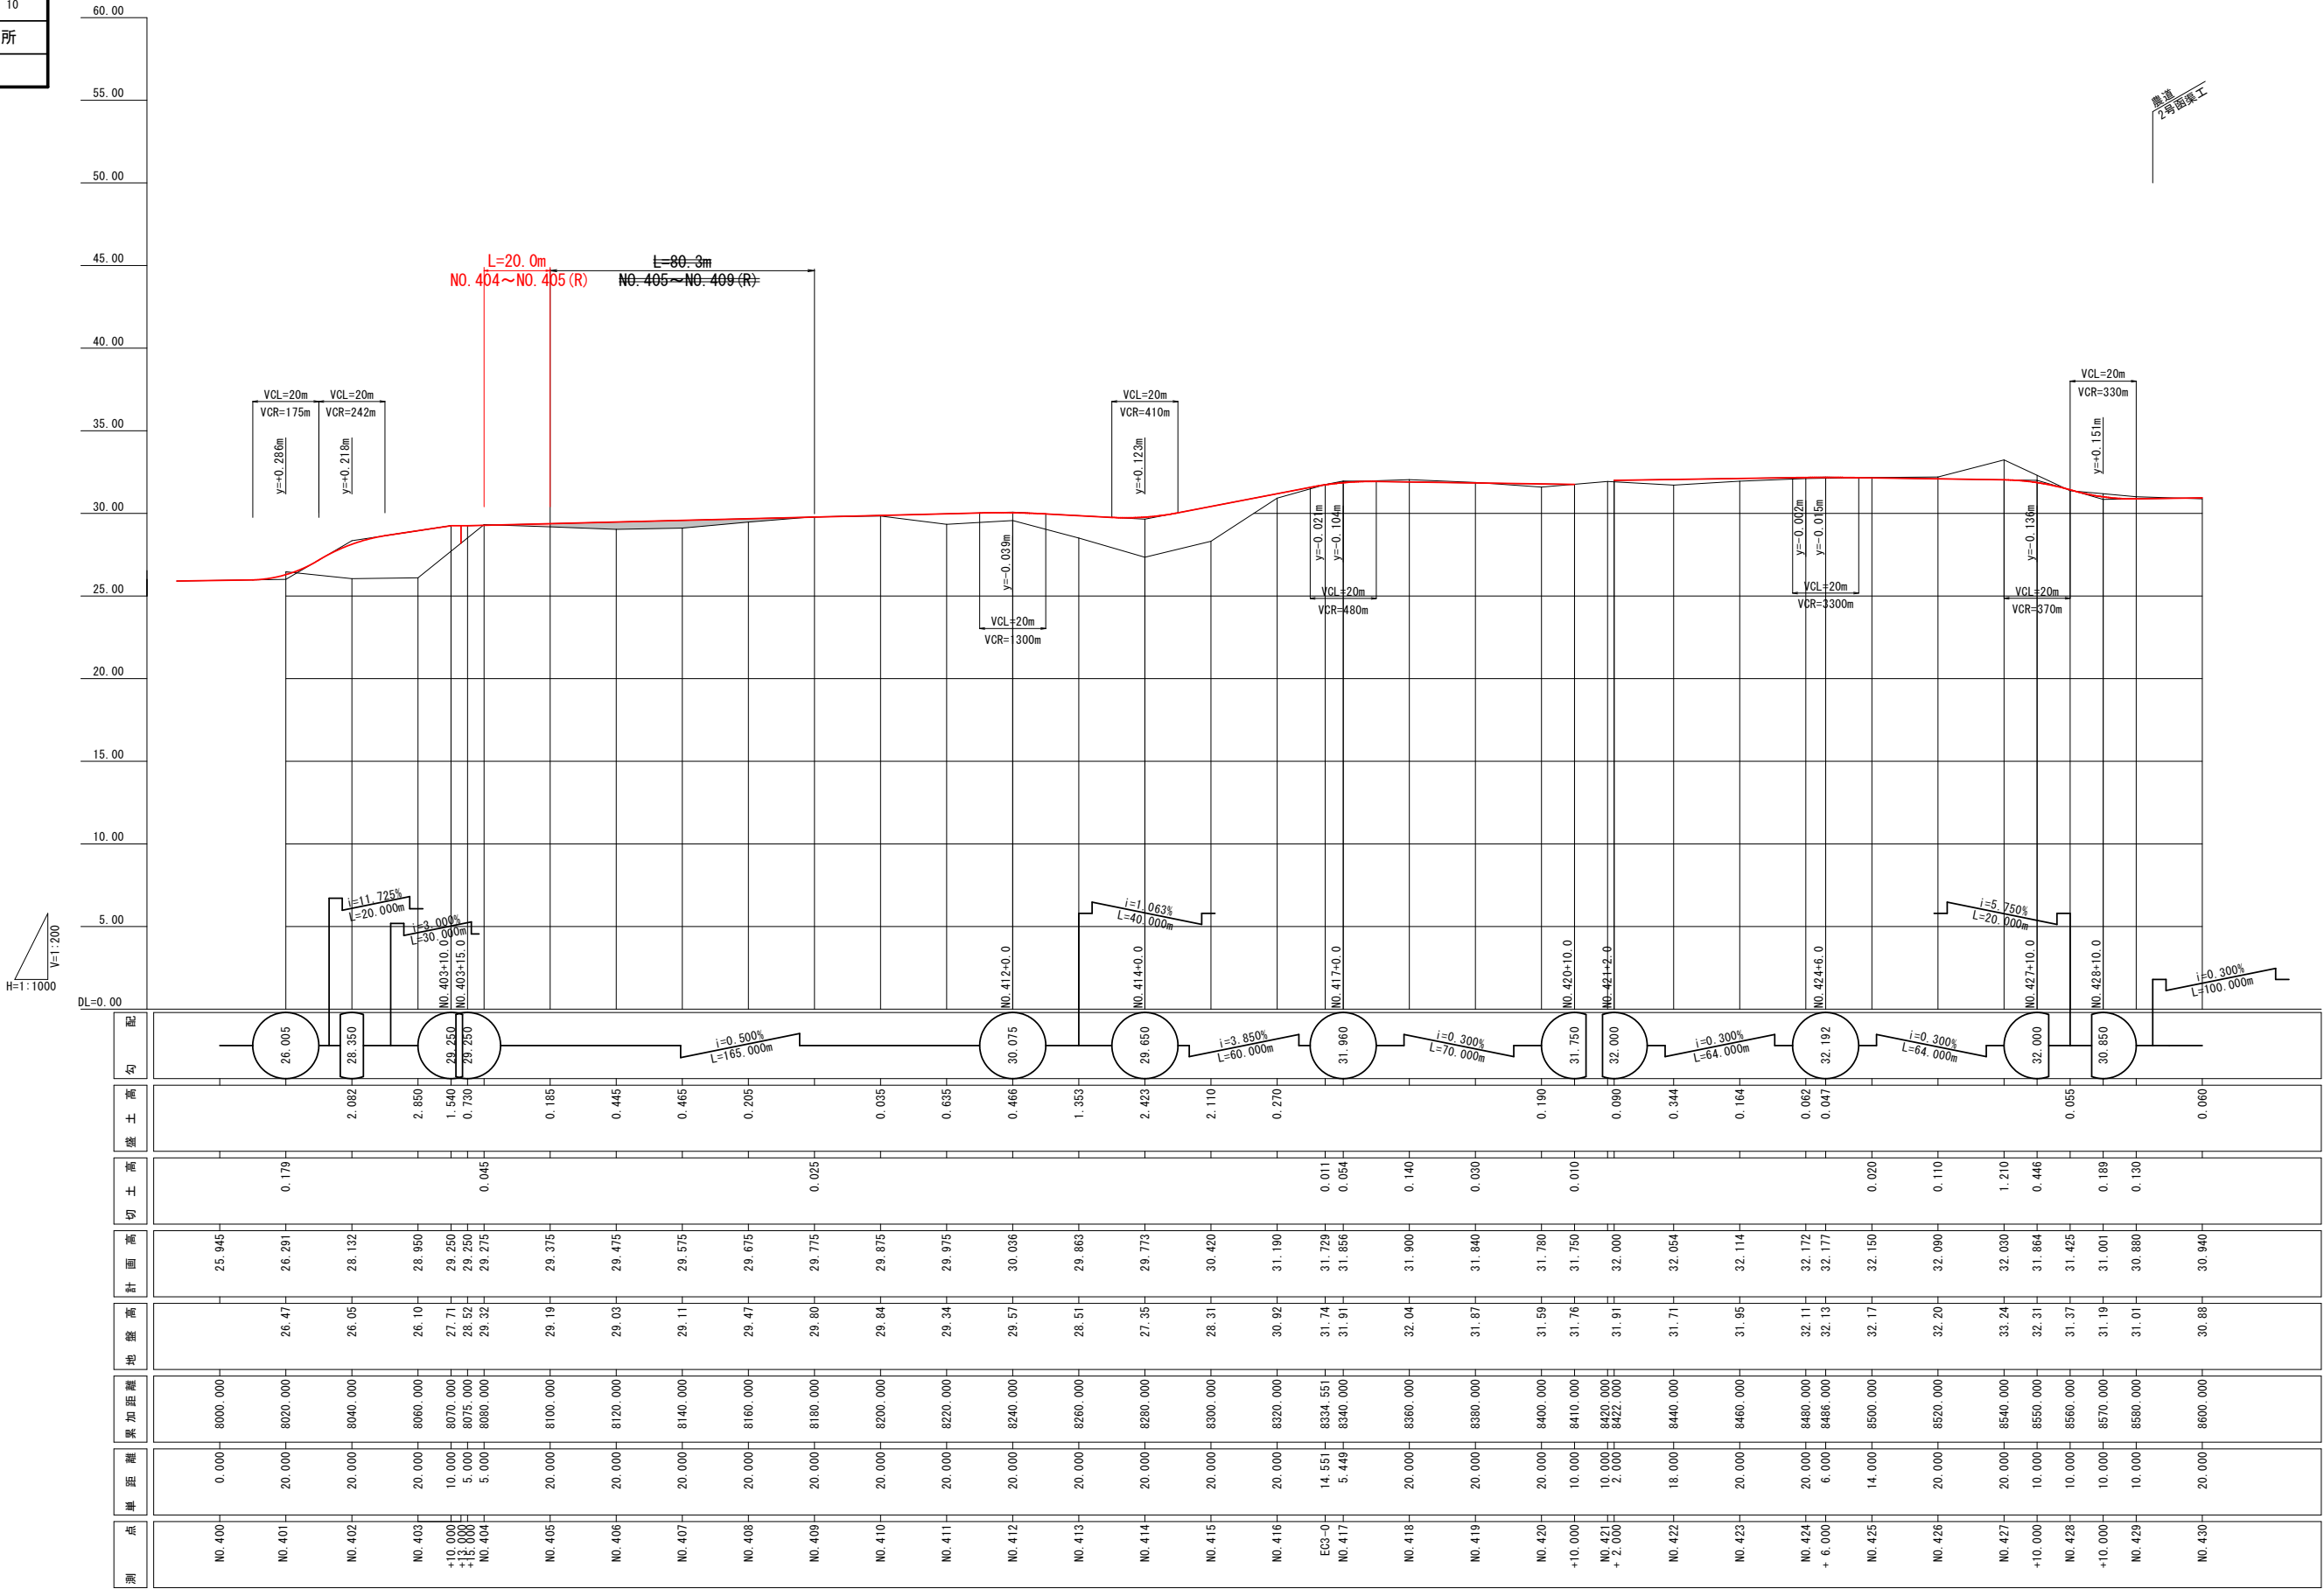 10
所
60.00
55.00
50.00
45.00
40.00
35.00
30.00
25.00
20.00
15.00
10.00
5.00
DL=0.00
V=1:200
H=1:1000
農道
2号函渠工
L=20.0m
NO.404～NO.405(R)
L=80.3m
NO.405～NO.409(R)
VCL=20m
VCR=175m
y=+0.286m
VCL=20m
VCR=242m
y=+0.218m
VCL=20m
VCR=1300m
y=-0.039m
VCL=20m
VCR=410m
y=+0.123m
y=-0.021m
y=-0.104m
VCL=20m
VCR=480m
y=-0.002m
y=-0.015m
VCL=20m
VCR=3300m
y=-0.136m
VCL=20m
VCR=370m
VCL=20m
VCR=330m
y=+0.151m
i=11.725%
L=20.000m
i=3.000%
L=30.000m
i=1.063%
L=40.000m
i=5.750%
L=20.000m
i=0.300%
L=100.000m
NO.403+10.0
NO.403+15.0
NO.412+0.0
NO.414+0.0
NO.417+0.0
NO.420+10.0
NO.421+2.0
NO.424+6.0
NO.427+10.0
NO.428+10.0
勾配
26.005
28.350
29.250
29.250
i=0.500%
L=165.000m
30.075
29.650
i=3.850%
L=60.000m
31.960
i=0.300%
L=70.000m
31.750
32.000
i=0.300%
L=64.000m
32.192
i=0.300%
L=64.000m
32.000
30.850
盛土高 2.082 2.850 1.540 0.730 0.185 0.445 0.465 0.205 0.035 0.635 0.466 1.353 2.423 2.110 0.270 0.190 0.090 0.344 0.164 0.062 0.047 0.055 0.060
切土高 0.179 0.045 0.025 0.011 0.054 0.140 0.030 0.010 0.020 0.110 1.210 0.446 0.189 0.130
計画高 25.945 26.291 28.132 28.950 29.250 29.250 29.275 29.375 29.475 29.575 29.675 29.775 29.875 29.975 30.036 29.863 29.773 30.420 31.190 31.729 31.856 31.900 31.840 31.780 31.750 32.000 32.054 32.114 32.172 32.177 32.150 32.090 32.030 31.864 31.425 31.001 30.880 30.940
地盤高 26.47 26.05 26.10 27.71 28.52 29.32 29.19 29.03 29.11 29.47 29.80 29.84 29.34 29.57 28.51 27.35 28.31 30.92 31.74 31.91 32.04 31.87 31.59 31.76 31.91 31.71 31.95 32.11 32.13 32.17 32.20 33.24 32.31 31.37 31.19 31.01 30.88
累加距離 8000.000 8020.000 8040.000 8060.000 8070.000 8075.000 8080.000 8100.000 8120.000 8140.000 8160.000 8180.000 8200.000 8220.000 8240.000 8260.000 8280.000 8300.000 8320.000 8334.551 8340.000 8360.000 8380.000 8400.000 8410.000 8420.000 8422.000 8440.000 8460.000 8480.000 8486.000 8500.000 8520.000 8540.000 8550.000 8560.000 8570.000 8580.000 8600.000
単距離 0.000 20.000 20.000 20.000 10.000 5.000 5.000 20.000 20.000 20.000 20.000 20.000 20.000 20.000 20.000 20.000 20.000 20.000 20.000 14.551 5.449 20.000 20.000 20.000 10.000 10.000 2.000 18.000 20.000 20.000 6.000 14.000 20.000 20.000 10.000 10.000 10.000 10.000 20.000
測点 NO.400 NO.401 NO.402 NO.403 +10.000 +13.000 +15.000 NO.404 NO.405 NO.406 NO.407 NO.408 NO.409 NO.410 NO.411 NO.412 NO.413 NO.414 NO.415 NO.416 EC3-0 NO.417 NO.418 NO.419 NO.420 +10.000 NO.421 + 2.000 NO.422 NO.423 NO.424 + 6.000 NO.425 NO.426 NO.427 +10.000 NO.428 +10.000 NO.429 NO.430